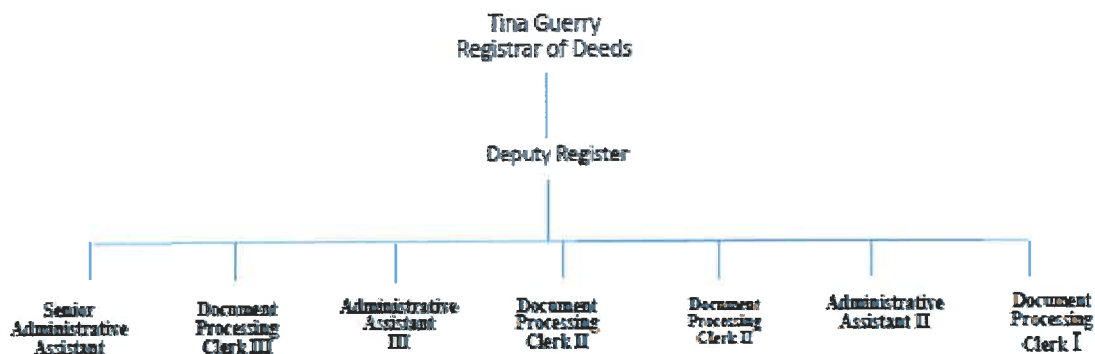 Tina Guerry
Registrar of Deeds
Deputy Register
Senior
Administrative
Assistant
Document
Processing
Clerk III
Administrative
Assistant
III
Document
Processing
Clerk II
Document
Processing
Clerk II
Administrative
Assistant II
Document
Processing
Clerk I